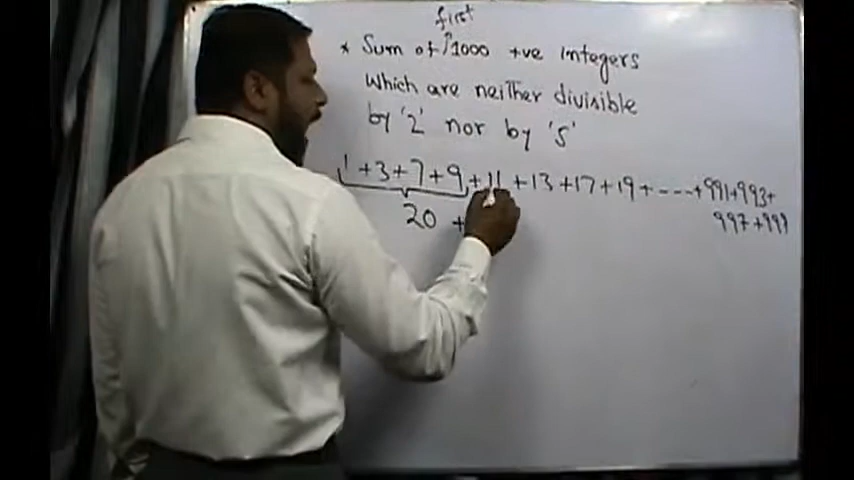 first
* Sum of 1000 +ve integers
which are neither divisible
by '2' nor by '5'
1 + 3 + 7 + 9 + 11 + 13 + 17 + 19 + ---- + 991 + 993 +
997 + 999
20 +